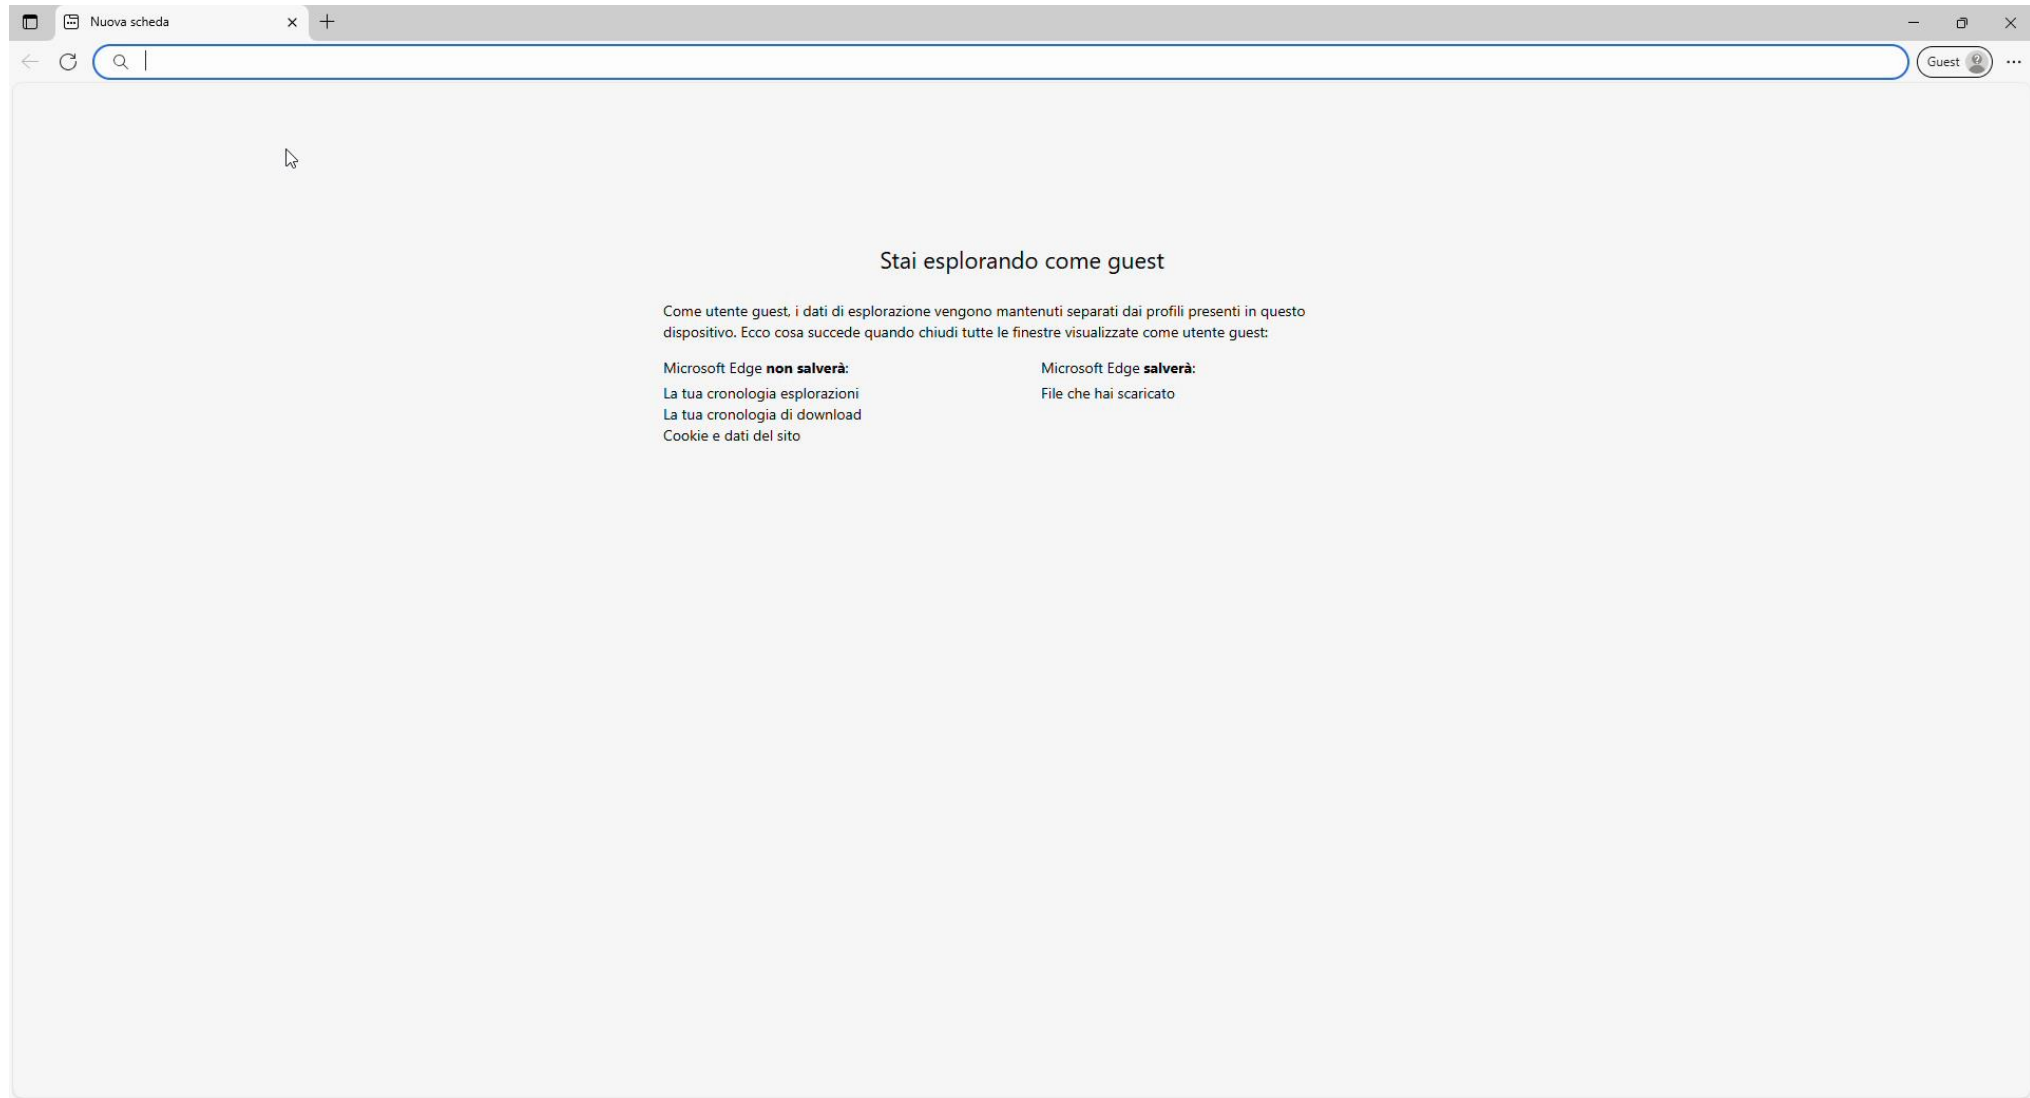 Nuova scheda
Guest
Stai esplorando come guest
Come utente guest, i dati di esplorazione vengono mantenuti separati dai profili presenti in questo
dispositivo. Ecco cosa succede quando chiudi tutte le finestre visualizzate come utente guest:
Microsoft Edge non salverà:
La tua cronologia esplorazioni
La tua cronologia di download
Cookie e dati del sito
Microsoft Edge salverà:
File che hai scaricato